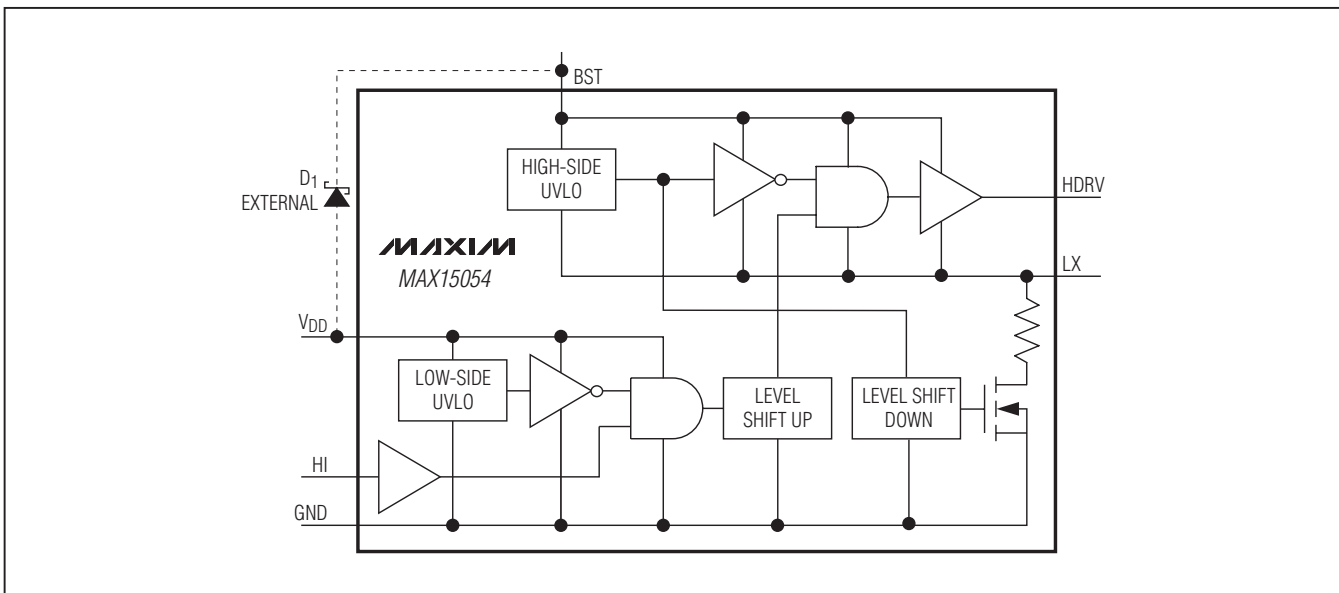 BST
HIGH-SIDE
UVLO
D1
EXTERNAL
HDRV
MAXIM
MAX15054
LX
VDD
LOW-SIDE
UVLO
LEVEL
SHIFT UP
LEVEL SHIFT
DOWN
HI
GND